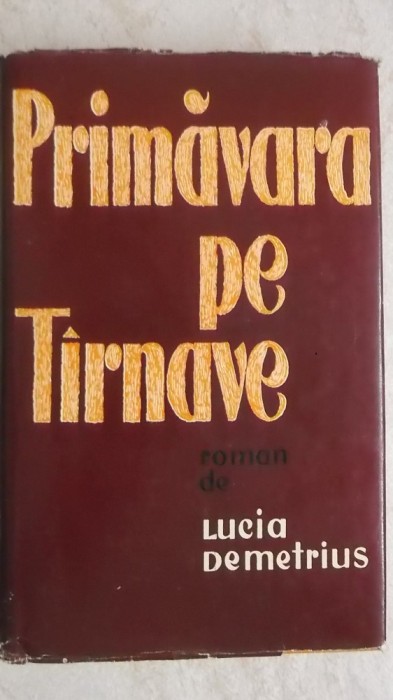 Primăvara
pe
Tîrnave
roman
de
Lucia
Demetrius